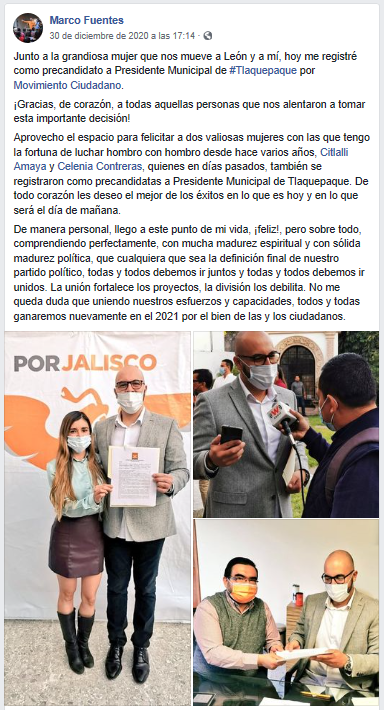 Marco Fuentes
30 de diciembre de 2020 a las 17:14 ·
Junto a la grandiosa mujer que nos mueve a León y a mí, hoy me registré
como precandidato a Presidente Municipal de #Tlaquepaque por
Movimiento Ciudadano.
¡Gracias, de corazón, a todas aquellas personas que nos alentaron a tomar
esta importante decisión!
Aprovecho el espacio para felicitar a dos valiosas mujeres con las que tengo
la fortuna de luchar hombro con hombro desde hace varios años, Citlalli
Amaya y Celenia Contreras, quienes en días pasados, también se
registraron como precandidatas a Presidente Municipal de Tlaquepaque. De
todo corazón les deseo el mejor de los éxitos en lo que es hoy y en lo que
será el día de mañana.
De manera personal, llego a este punto de mi vida, ¡feliz!, pero sobre todo,
comprendiendo perfectamente, con mucha madurez espiritual y con sólida
madurez política, que cualquiera que sea la definición final de nuestro
partido político, todas y todos debemos ir juntos y todas y todos debemos ir
unidos. La unión fortalece los proyectos, la división los debilita. No me
queda duda que uniendo nuestros esfuerzos y capacidades, todos y todas
ganaremos nuevamente en el 2021 por el bien de las y los ciudadanos.
POR JALISCO